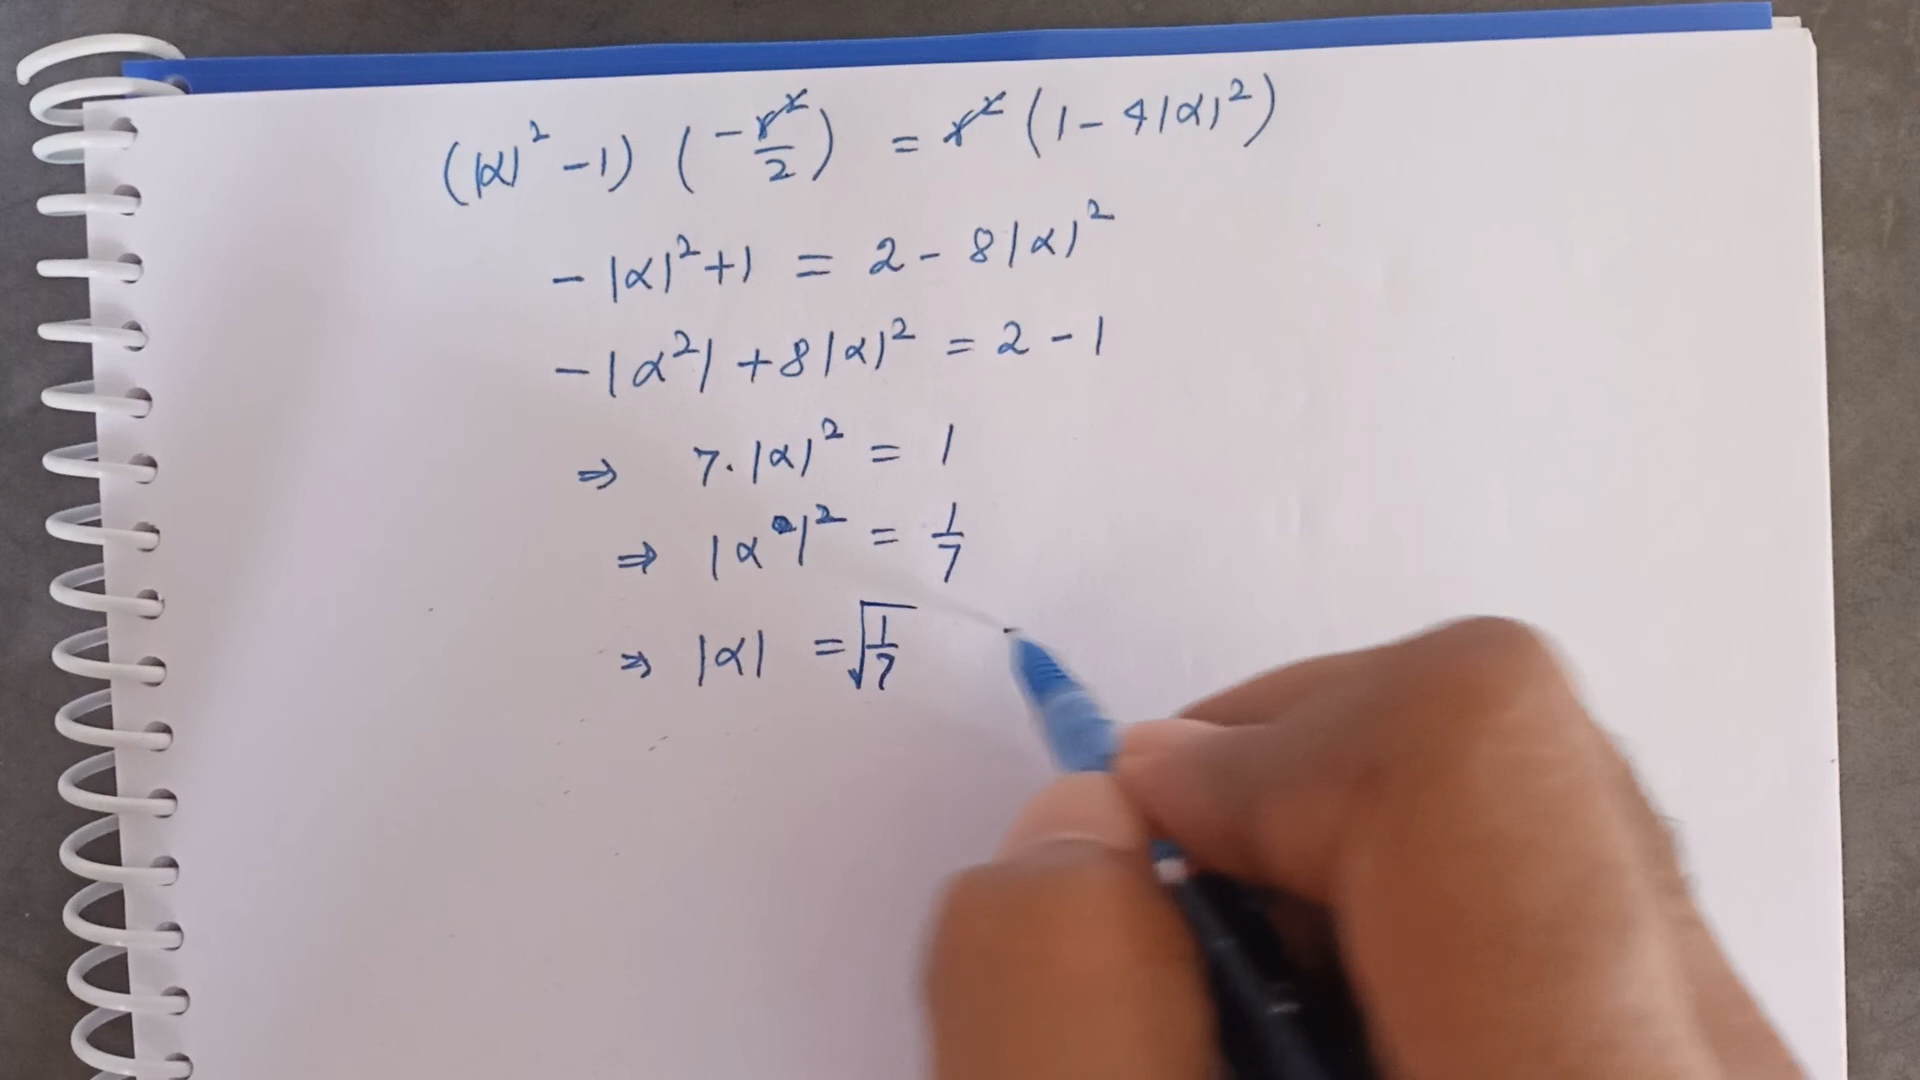 (|α|² -1) (-r²/2) = r² (1 - 4|α|²)
-|α|² +1 = 2 - 8|α|²
-|α²| + 8|α|² = 2 - 1
⇒ 7·|α|² = 1
⇒ |α²|² = 1/7
⇒ |α| = √(1/7)